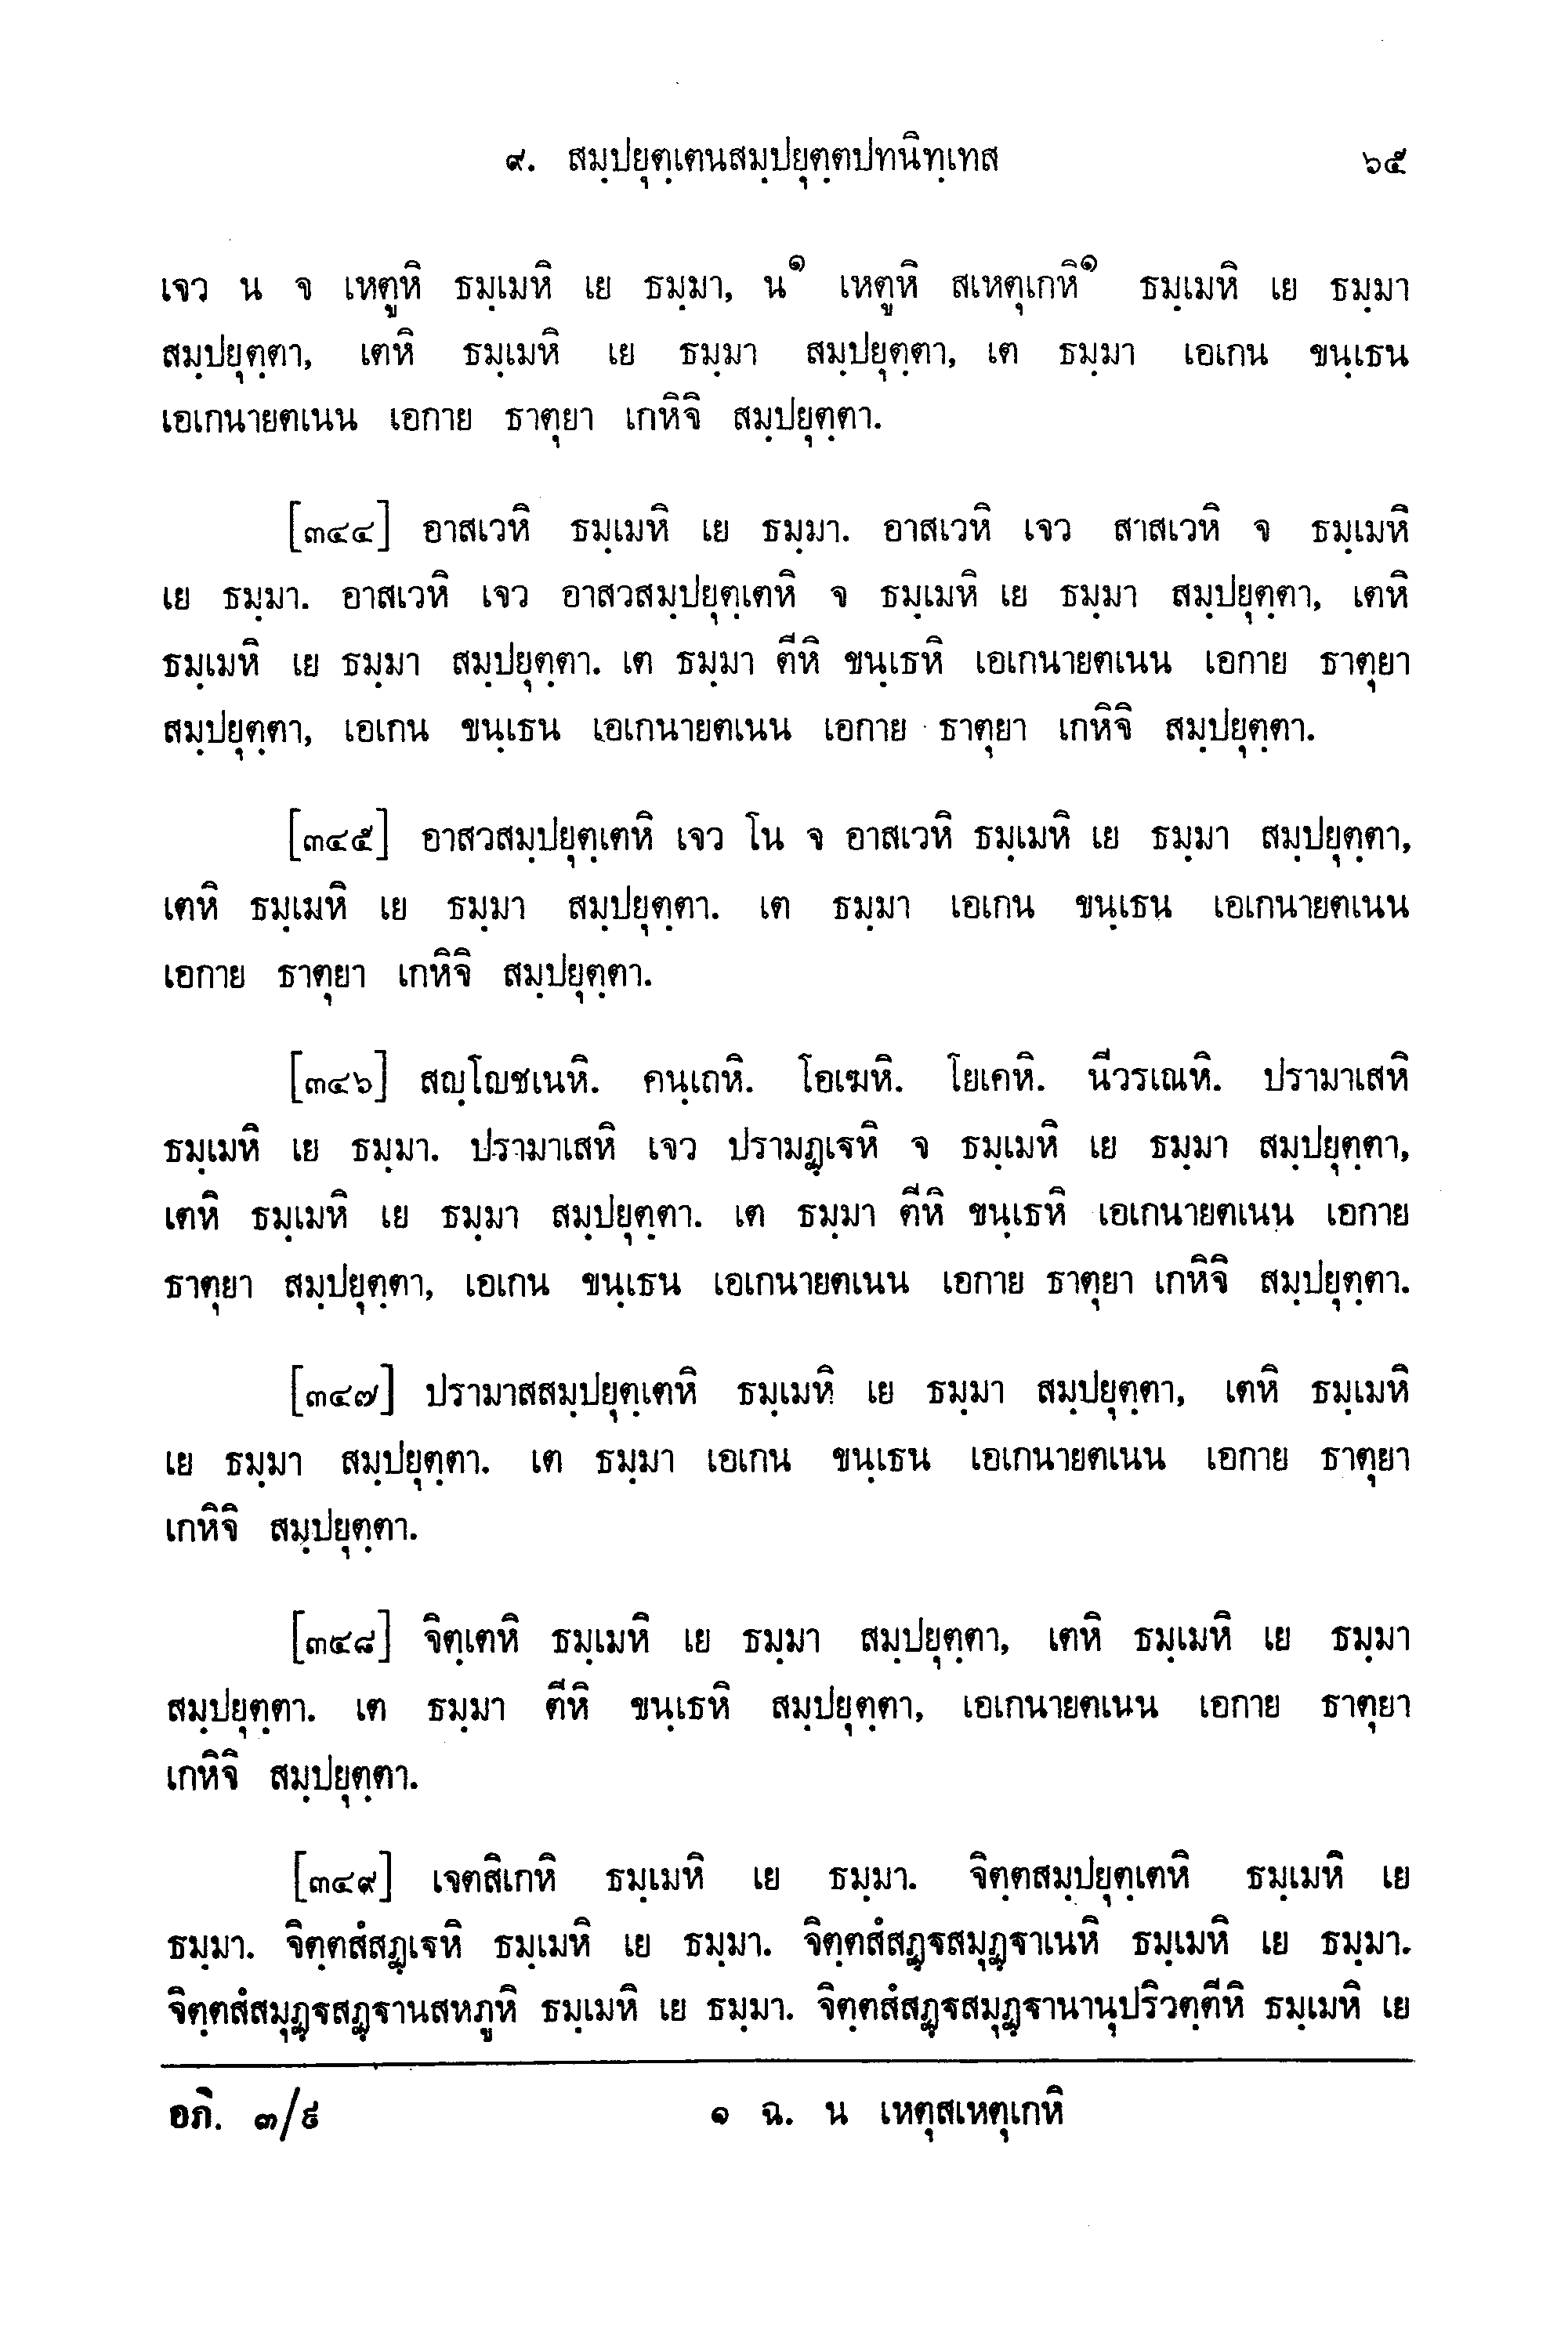 ๙. สมฺปยุตฺเตนสมฺปยุตฺตปทนิทฺเทส ๖๕
เจว น จ เหตูหิ ธมฺเมหิ เย ธมฺมา, น๑ เหตูหิ สเหตุเกหิ๑ ธมฺเมหิ เย ธมฺมา
สมฺปยุตฺตา, เตหิ ธมฺเมหิ เย ธมฺมา สมฺปยุตฺตา, เต ธมฺมา เอเกน ขนฺเธน
เอเกนายตเนน เอกาย ธาตุยา เกหิจิ สมฺปยุตฺตา.
[๓๔๔] อาสเวหิ ธมฺเมหิ เย ธมฺมา. อาสเวหิ เจว สาสเวหิ จ ธมฺเมหิ
เย ธมฺมา. อาสเวหิ เจว อาสวสมฺปยุตฺเตหิ จ ธมฺเมหิ เย ธมฺมา สมฺปยุตฺตา, เตหิ
ธมฺเมหิ เย ธมฺมา สมฺปยุตฺตา. เต ธมฺมา ตีหิ ขนฺเธหิ เอเกนายตเนน เอกาย ธาตุยา
สมฺปยุตฺตา, เอเกน ขนฺเธน เอเกนายตเนน เอกาย ธาตุยา เกหิจิ สมฺปยุตฺตา.
[๓๔๕] อาสวสมฺปยุตฺเตหิ เจว โน จ อาสเวหิ ธมฺเมหิ เย ธมฺมา สมฺปยุตฺตา,
เตหิ ธมฺเมหิ เย ธมฺมา สมฺปยุตฺตา. เต ธมฺมา เอเกน ขนฺเธน เอเกนายตเนน
เอกาย ธาตุยา เกหิจิ สมฺปยุตฺตา.
[๓๔๖] สญฺโญชเนหิ. คนฺเถหิ. โอเฆหิ. โยเคหิ. นีวรเณหิ. ปรามาเสหิ
ธมฺเมหิ เย ธมฺมา. ปรามาเสหิ เจว ปรามฏฺเฐหิ จ ธมฺเมหิ เย ธมฺมา สมฺปยุตฺตา,
เตหิ ธมฺเมหิ เย ธมฺมา สมฺปยุตฺตา. เต ธมฺมา ตีหิ ขนฺเธหิ เอเกนายตเนน เอกาย
ธาตุยา สมฺปยุตฺตา, เอเกน ขนฺเธน เอเกนายตเนน เอกาย ธาตุยา เกหิจิ สมฺปยุตฺตา.
[๓๔๗] ปรามาสสมฺปยุตฺเตหิ ธมฺเมหิ เย ธมฺมา สมฺปยุตฺตา, เตหิ ธมฺเมหิ
เย ธมฺมา สมฺปยุตฺตา. เต ธมฺมา เอเกน ขนฺเธน เอเกนายตเนน เอกาย ธาตุยา
เกหิจิ สมฺปยุตฺตา.
[๓๔๘] จิตฺเตหิ ธมฺเมหิ เย ธมฺมา สมฺปยุตฺตา, เตหิ ธมฺเมหิ เย ธมฺมา
สมฺปยุตฺตา. เต ธมฺมา ตีหิ ขนฺเธหิ สมฺปยุตฺตา, เอเกนายตเนน เอกาย ธาตุยา
เกหิจิ สมฺปยุตฺตา.
[๓๔๙] เจตสิเกหิ ธมฺเมหิ เย ธมฺมา. จิตฺตสมฺปยุตฺเตหิ ธมฺเมหิ เย
ธมฺมา. จิตฺตสํสฏฺเฐหิ ธมฺเมหิ เย ธมฺมา. จิตฺตสํสฏฺฐสมุฏฺฐาเนหิ ธมฺเมหิ เย ธมฺมา.
จิตฺตสํสมุฏฺฐสฏฺฐานสหภูหิ ธมฺเมหิ เย ธมฺมา. จิตฺตสํสฏฺฐสมุฏฺฐานานุปริวตฺตีหิ ธมฺเมหิ เย
อภิ. ๓/๙ ๑ ฉ. น เหตุสเหตุเกหิ